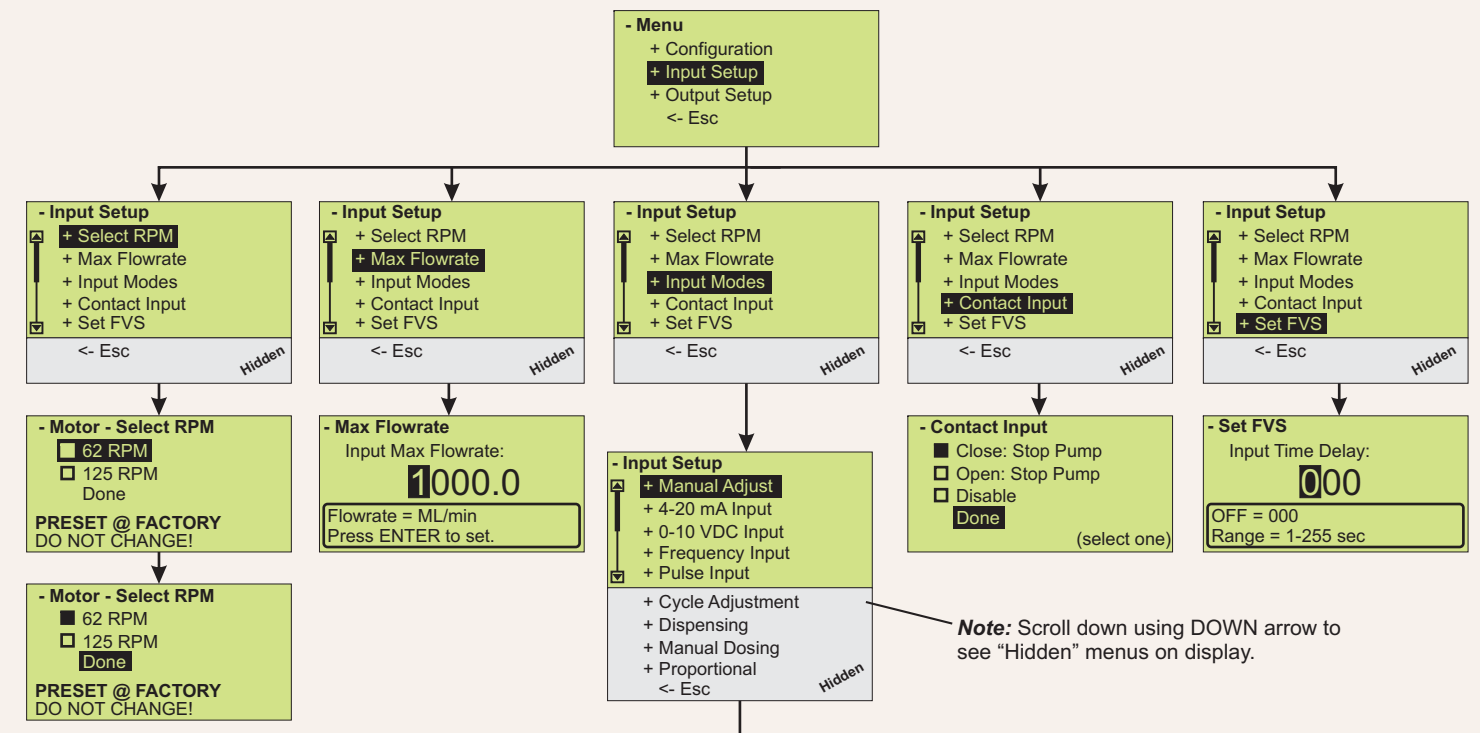 - Menu
+ Configuration
+ Input Setup
+ Output Setup
<- Esc
- Input Setup
+ Select RPM
+ Max Flowrate
+ Input Modes
+ Contact Input
+ Set FVS
<- Esc
Hidden
- Motor - Select RPM
62 RPM
125 RPM
Done
PRESET @ FACTORY
DO NOT CHANGE!
- Motor - Select RPM
62 RPM
125 RPM
Done
PRESET @ FACTORY
DO NOT CHANGE!
- Input Setup
+ Select RPM
+ Max Flowrate
+ Input Modes
+ Contact Input
+ Set FVS
<- Esc
Hidden
- Max Flowrate
Input Max Flowrate:
1000.0
Flowrate = ML/min
Press ENTER to set.
- Input Setup
+ Select RPM
+ Max Flowrate
+ Input Modes
+ Contact Input
+ Set FVS
<- Esc
Hidden
- Input Setup
+ Manual Adjust
+ 4-20 mA Input
+ 0-10 VDC Input
+ Frequency Input
+ Pulse Input
+ Cycle Adjustment
+ Dispensing
+ Manual Dosing
+ Proportional
<- Esc
Hidden
- Input Setup
+ Select RPM
+ Max Flowrate
+ Input Modes
+ Contact Input
+ Set FVS
<- Esc
Hidden
- Contact Input
Close: Stop Pump
Open: Stop Pump
Disable
Done
(select one)
- Input Setup
+ Select RPM
+ Max Flowrate
+ Input Modes
+ Contact Input
+ Set FVS
<- Esc
Hidden
- Set FVS
Input Time Delay:
000
OFF = 000
Range = 1-255 sec
Note: Scroll down using DOWN arrow to
see “Hidden” menus on display.